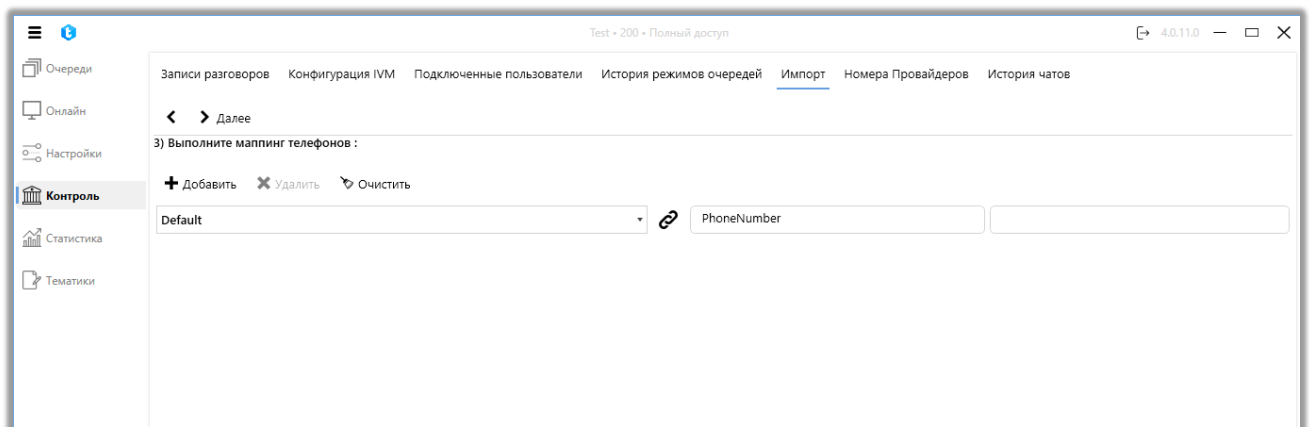 Test • 200 • Полный доступ
4.0.11.0
Очереди
Онлайн
Настройки
Контроль
Статистика
Тематики
Записи разговоров Конфигурация IVM Подключенные пользователи История режимов очередей Импорт Номера Провайдеров История чатов
Далее
3) Выполните маппинг телефонов :
Добавить Удалить Очистить
Default PhoneNumber